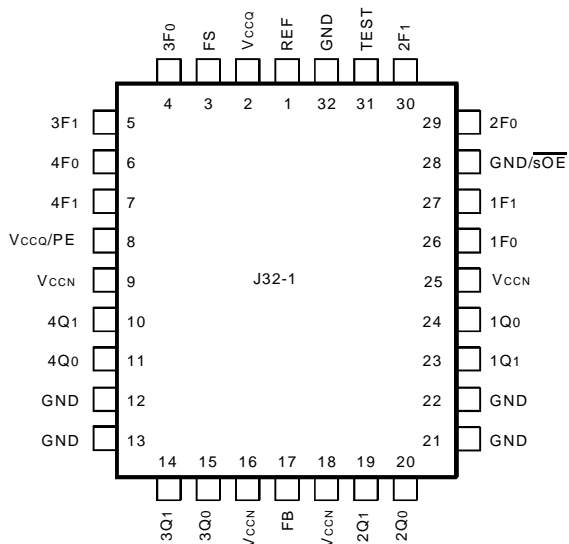 3F0 FS VCCQ REF GND TEST 2F1
4 3 2 1 32 31 30
3F1 5 29 2F0
4F0 6 28 GND/sOE
4F1 7 27 1F1
VCCQ/PE 8 26 1F0
VCCN 9 J32-1 25 VCCN
4Q1 10 24 1Q0
4Q0 11 23 1Q1
GND 12 22 GND
GND 13 21 GND
14 15 16 17 18 19 20
3Q1 3Q0 VCCN FB VCCN 2Q1 2Q0